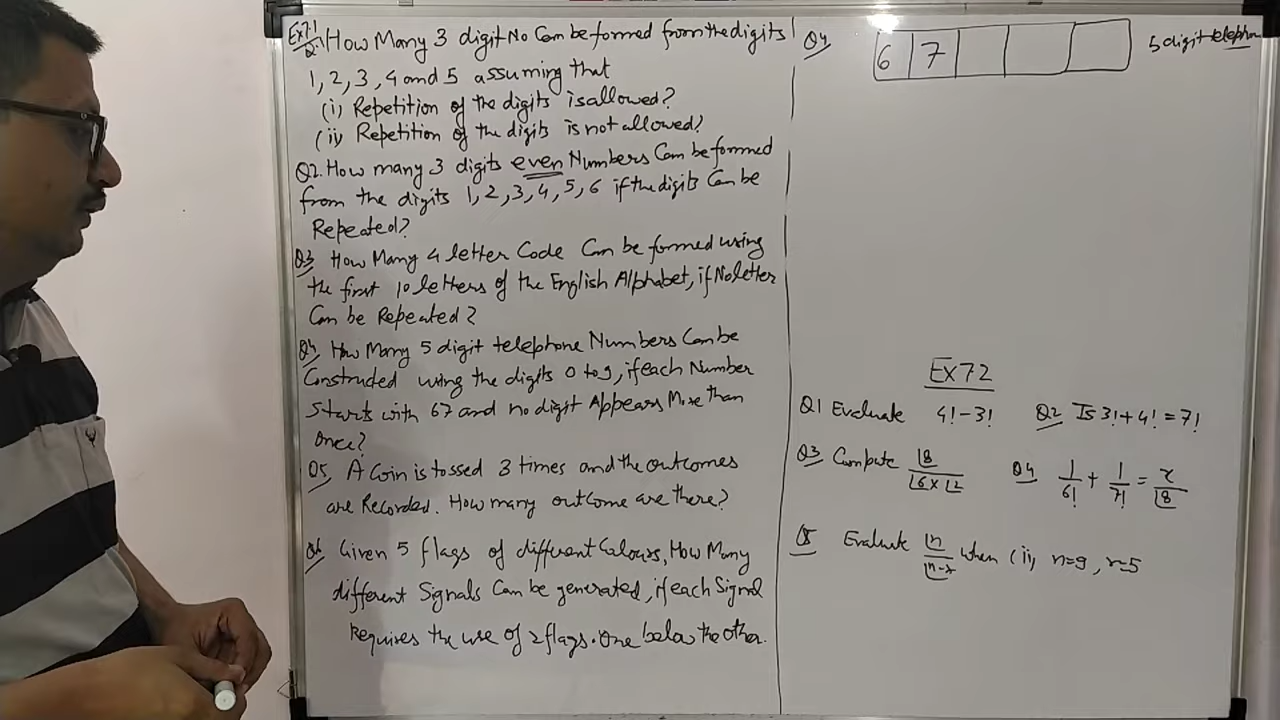 Ex7.1
Q1 How Many 3 digit No Can be formed from the digits
1, 2, 3, 4 and 5 assuming that
(i) Repetition of the digits is allowed?
(ii) Repetition of the digits is not allowed?
Q2. How many 3 digits even Numbers Can be formed
from the digits 1, 2, 3, 4, 5, 6 if the digits Can be
Repeated?
Q3 How Many 4 letter Code Can be formed using
the first 10 letters of the English Alphabet, if No letter
Can be Repeated?
Q4 How Many 5 digit telephone Numbers Can be
Constructed using the digits 0 to 9, if each Number
Starts with 67 and no digit Appears More than
Once?
Q5, A Coin is tossed 3 times and the outcomes
are Recorded. How many outcome are there?
Q6 Given 5 flags of different Colours, How Many
different Signals Can be generated, if each Signal
Requires the use of 2 flags. One below the other.
Q4 6 7 5 digit
Ex 72
Q1 Evaluate 4! - 3! Q2 Is 3! + 4! = 7!
Q3 Compute ⌊8 / ⌊6 x ⌊2 Q4 1/6! + 1/7! = x/⌊8
Q5 Evaluate ⌊n / ⌊n-r when (ii) n=9, r=5